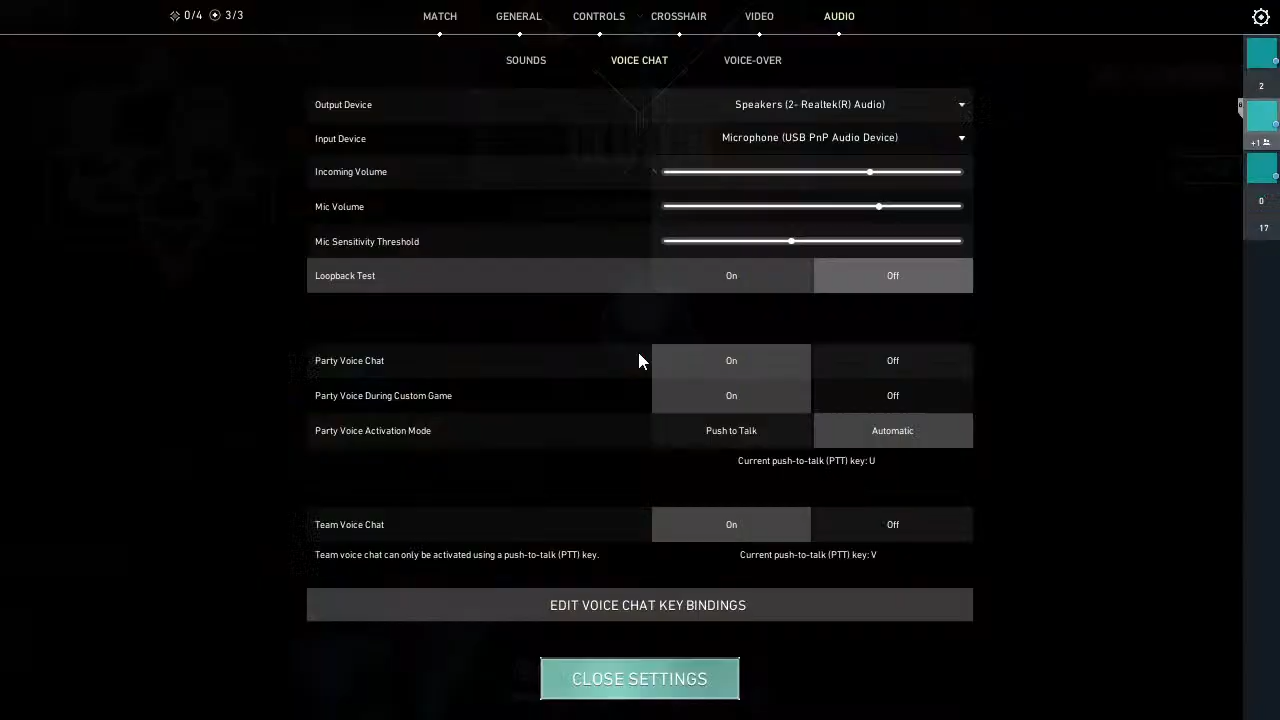 0/4 3/3
MATCH GENERAL CONTROLS CROSSHAIR VIDEO AUDIO
SOUNDS VOICE CHAT VOICE-OVER
Output Device Speakers (2- Realtek(R) Audio)
Input Device Microphone (USB PnP Audio Device)
Incoming Volume
Mic Volume
Mic Sensitivity Threshold
Loopback Test On Off
Party Voice Chat On Off
Party Voice During Custom Game On Off
Party Voice Activation Mode Push to Talk Automatic
Current push-to-talk (PTT) key: U
Team Voice Chat On Off
Team voice chat can only be activated using a push-to-talk (PTT) key. Current push-to-talk (PTT) key: V
EDIT VOICE CHAT KEY BINDINGS
CLOSE SETTINGS
2
+1
0
17